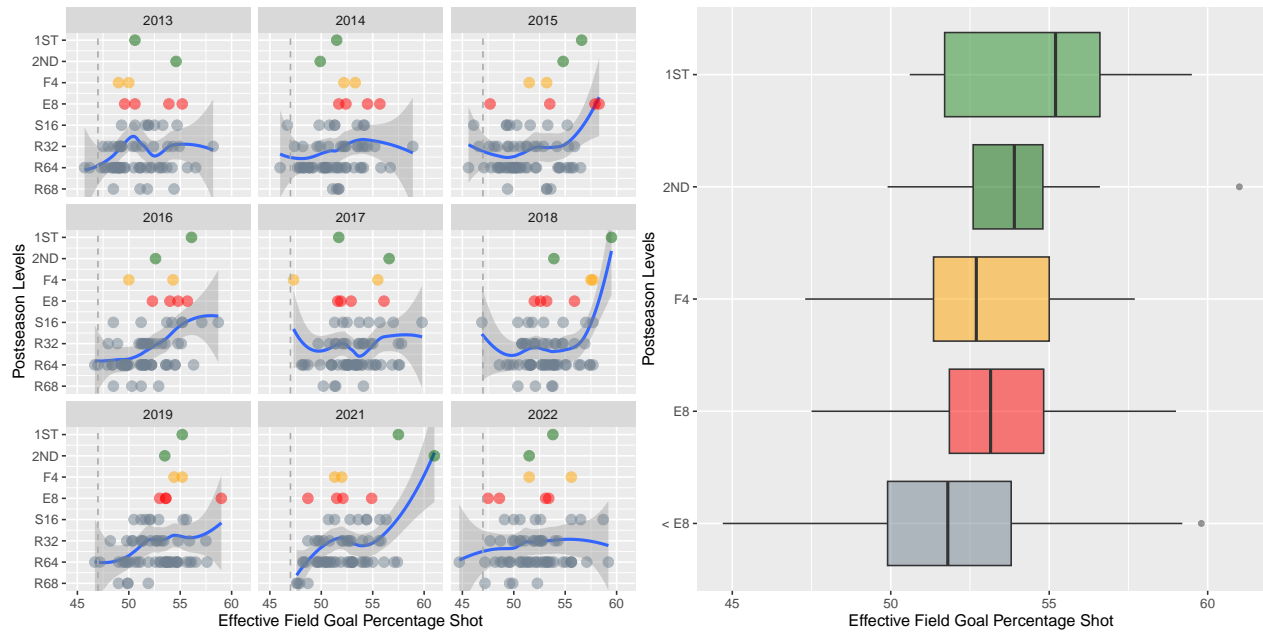 2013 2014 2015
1ST
2ND
F4
E8
S16
R32
R64
R68
2016 2017 2018
1ST
2ND
F4
E8
S16
R32
R64
R68
2019 2021 2022
1ST
2ND
F4
E8
S16
R32
R64
R68
45 50 55 60 45 50 55 60 45 50 55 60
Effective Field Goal Percentage Shot
Postseason Levels
1ST
2ND
F4
E8
< E8
45 50 55 60
Effective Field Goal Percentage Shot
Postseason Levels